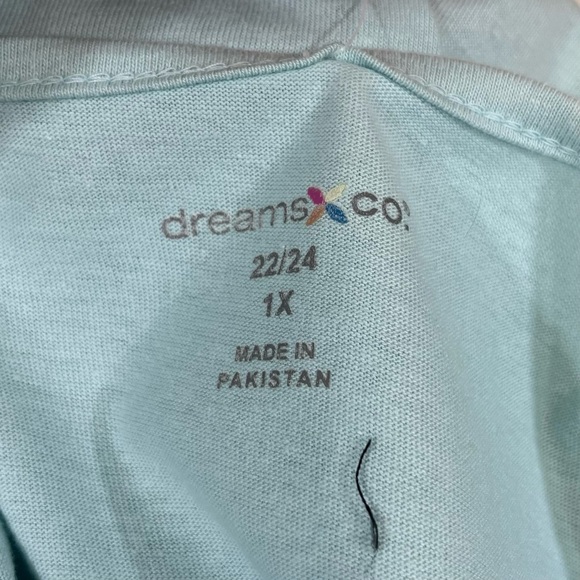 dreams co.
22/24
1X
MADE IN
PAKISTAN